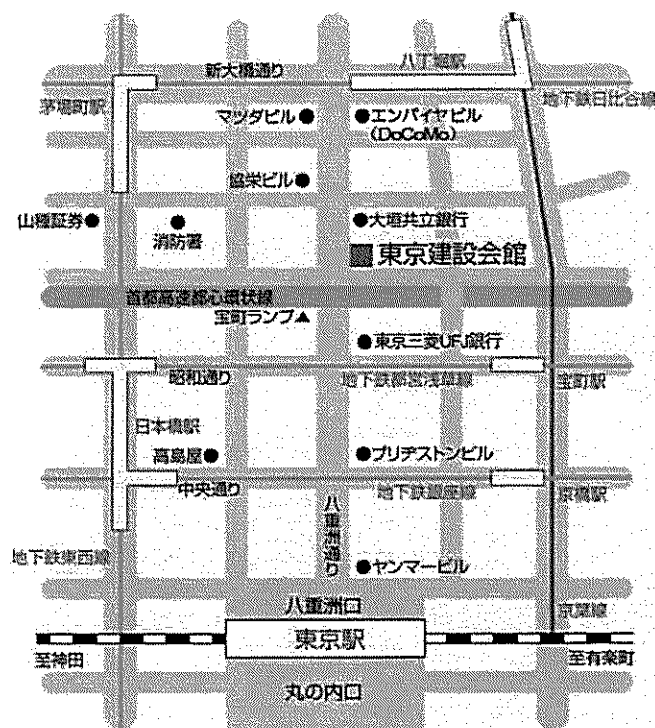 新大橋通り
八丁堀駅
茅場町駅
地下鉄日比谷線
マツダビル
エンパイヤビル
(DoCoMo)
協栄ビル
山種証券
消防署
大垣共立銀行
東京建設会館
首都高速都心環状線
宝町ランプ
東京三菱UFJ銀行
昭和通り
地下鉄都営浅草線
宝町駅
日本橋駅
高島屋
ブリヂストンビル
中央通り
地下鉄銀座線
京橋駅
八重洲通り
地下鉄東西線
ヤンマービル
八重洲口
京葉線
東京駅
至神田
至有楽町
丸の内口